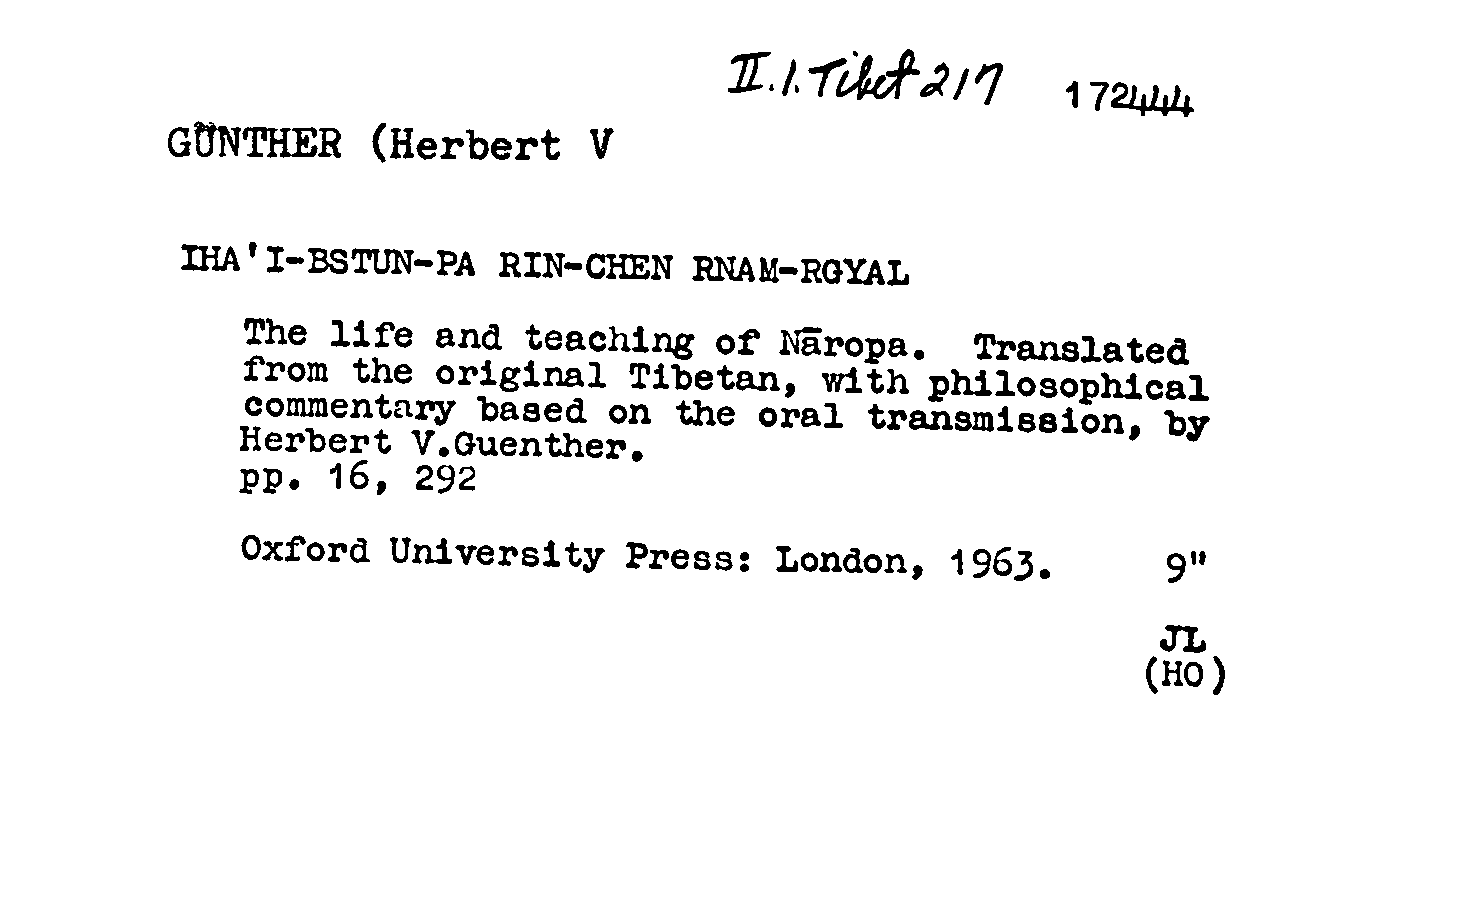 II.1.Tibet 217 172444
GÜNTHER (Herbert V
IHA'I-BSTUN-PA RIN-CHEN RNAM-RGYAL
The life and teaching of Nāropa. Translated
from the original Tibetan, with philosophical
commentary based on the oral transmission, by
Herbert V.Guenther.
pp. 16, 292
Oxford University Press: London, 1963. 9"
JL
(HO)